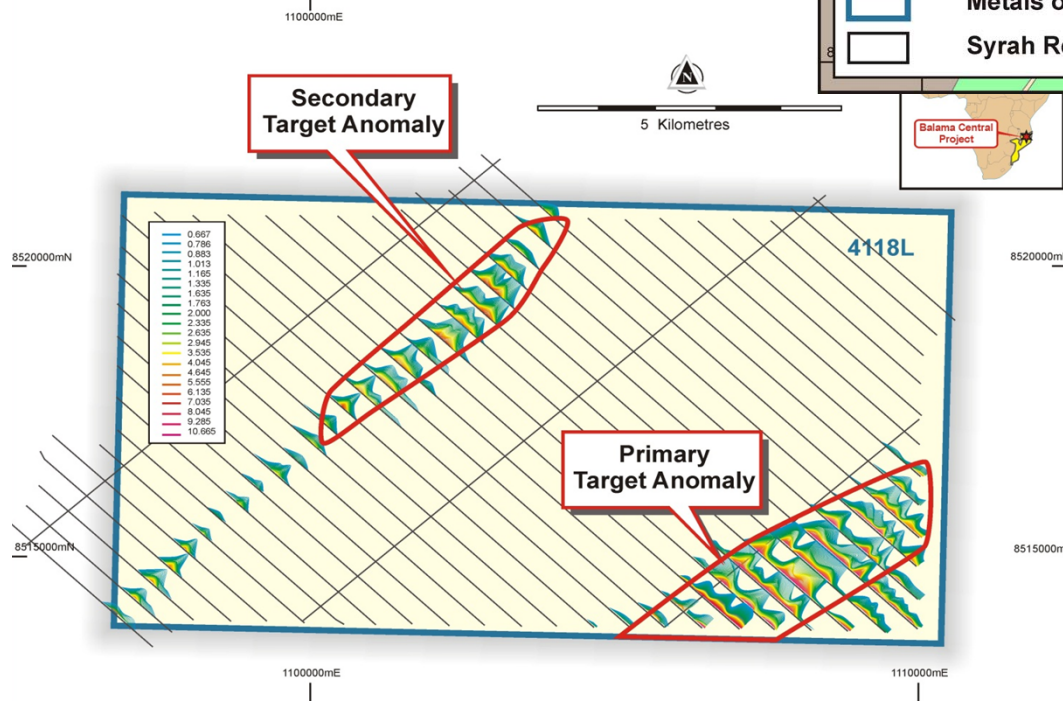 1100000mE
Metals o
Syrah Re
8
N
5 Kilometres
Balama Central
Project
Secondary
Target Anomaly
4118L
8520000mN
8520000m
0.667
0.786
0.883
1.013
1.165
1.335
1.635
1.763
2.000
2.335
2.635
2.945
3.535
4.045
4.645
5.555
6.135
7.035
8.045
9.285
10.665
Primary
Target Anomaly
8515000mN
8515000m
1100000mE
1110000mE